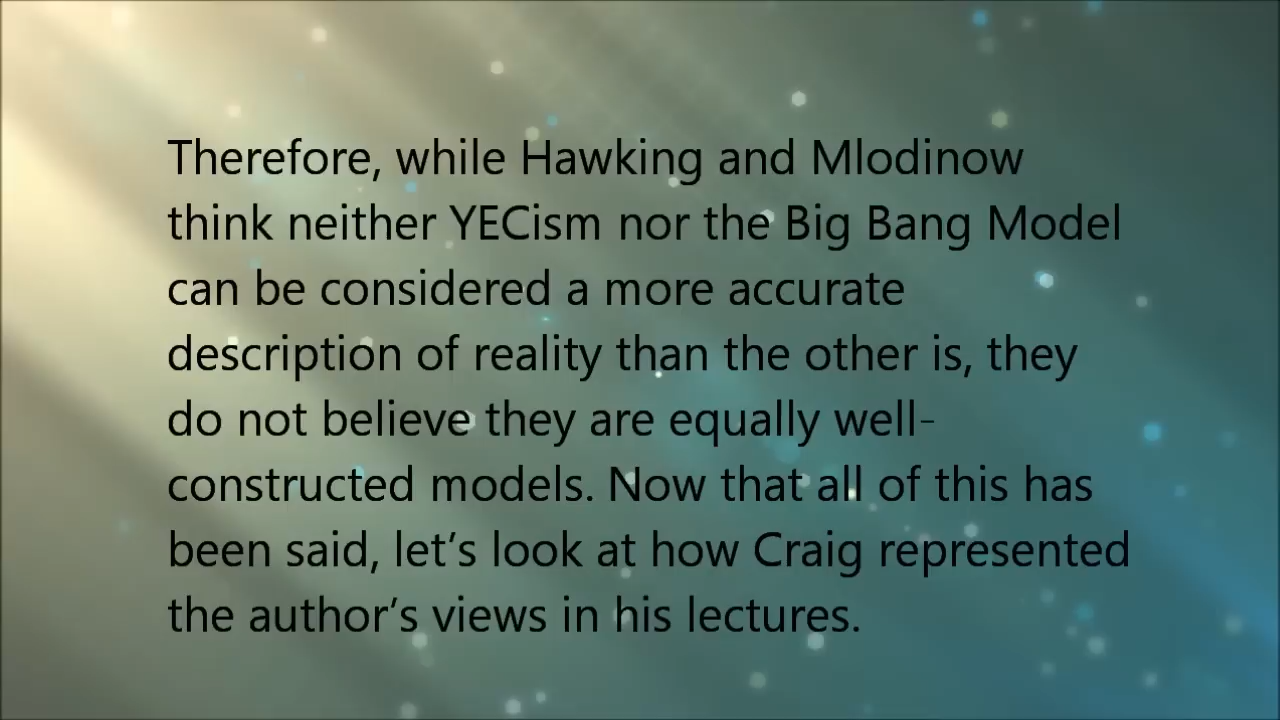 Therefore, while Hawking and Mlodinow
think neither YECism nor the Big Bang Model
can be considered a more accurate
description of reality than the other is, they
do not believe they are equally well-
constructed models. Now that all of this has
been said, let’s look at how Craig represented
the author’s views in his lectures.